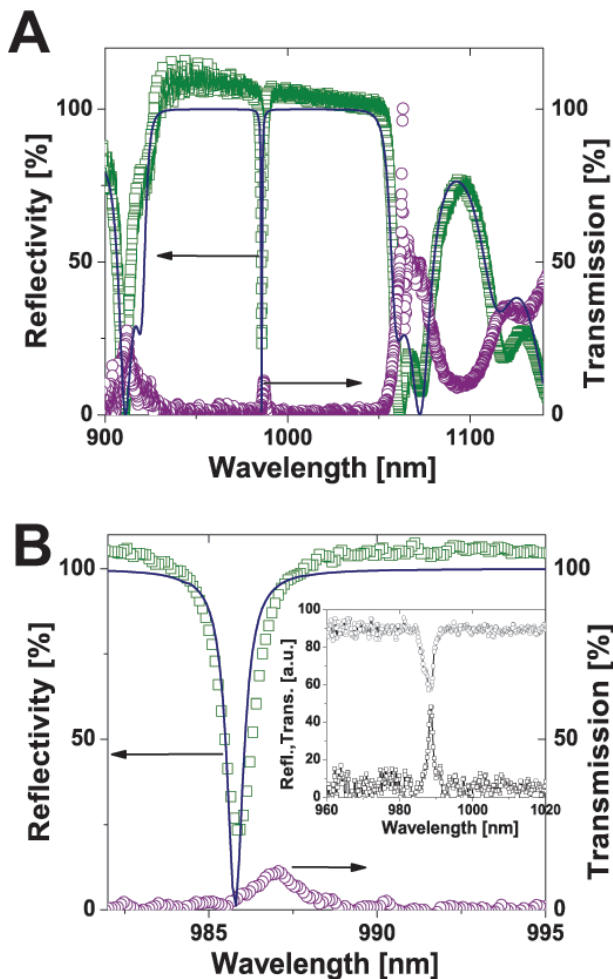 A
Reflectivity [%]
100
50
0
900
1000
1100
Wavelength [nm]
100
50
0
Transmission [%]
B
Reflectivity [%]
100
50
0
985
990
995
Wavelength [nm]
100
50
0
Transmission [%]
Refl.,Trans. [a.u.]
100
80
60
40
20
0
960
980
1000
1020
Wavelength [nm]